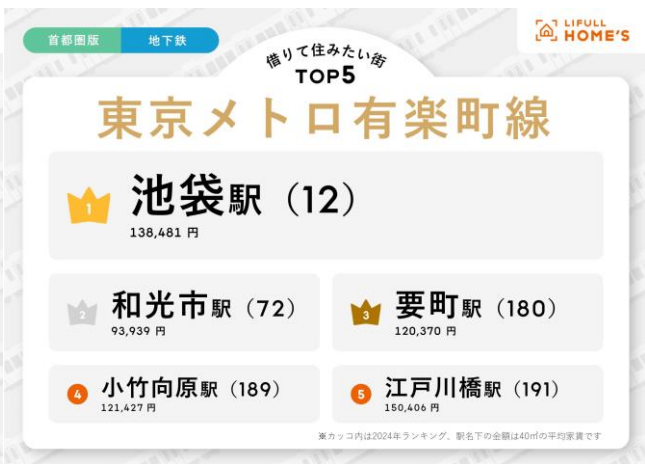 首都圏版 地下鉄
LIFULL
HOME'S
借りて住みたい街
TOP5
東京メトロ有楽町線
1 池袋駅（12）
138,481 円
2 和光市駅（72）
93,939 円
3 要町駅（180）
120,370 円
4 小竹向原駅（189）
121,427 円
5 江戸川橋駅（191）
150,406 円
※カッコ内は2024年ランキング。駅名下の金額は40㎡の平均家賃です